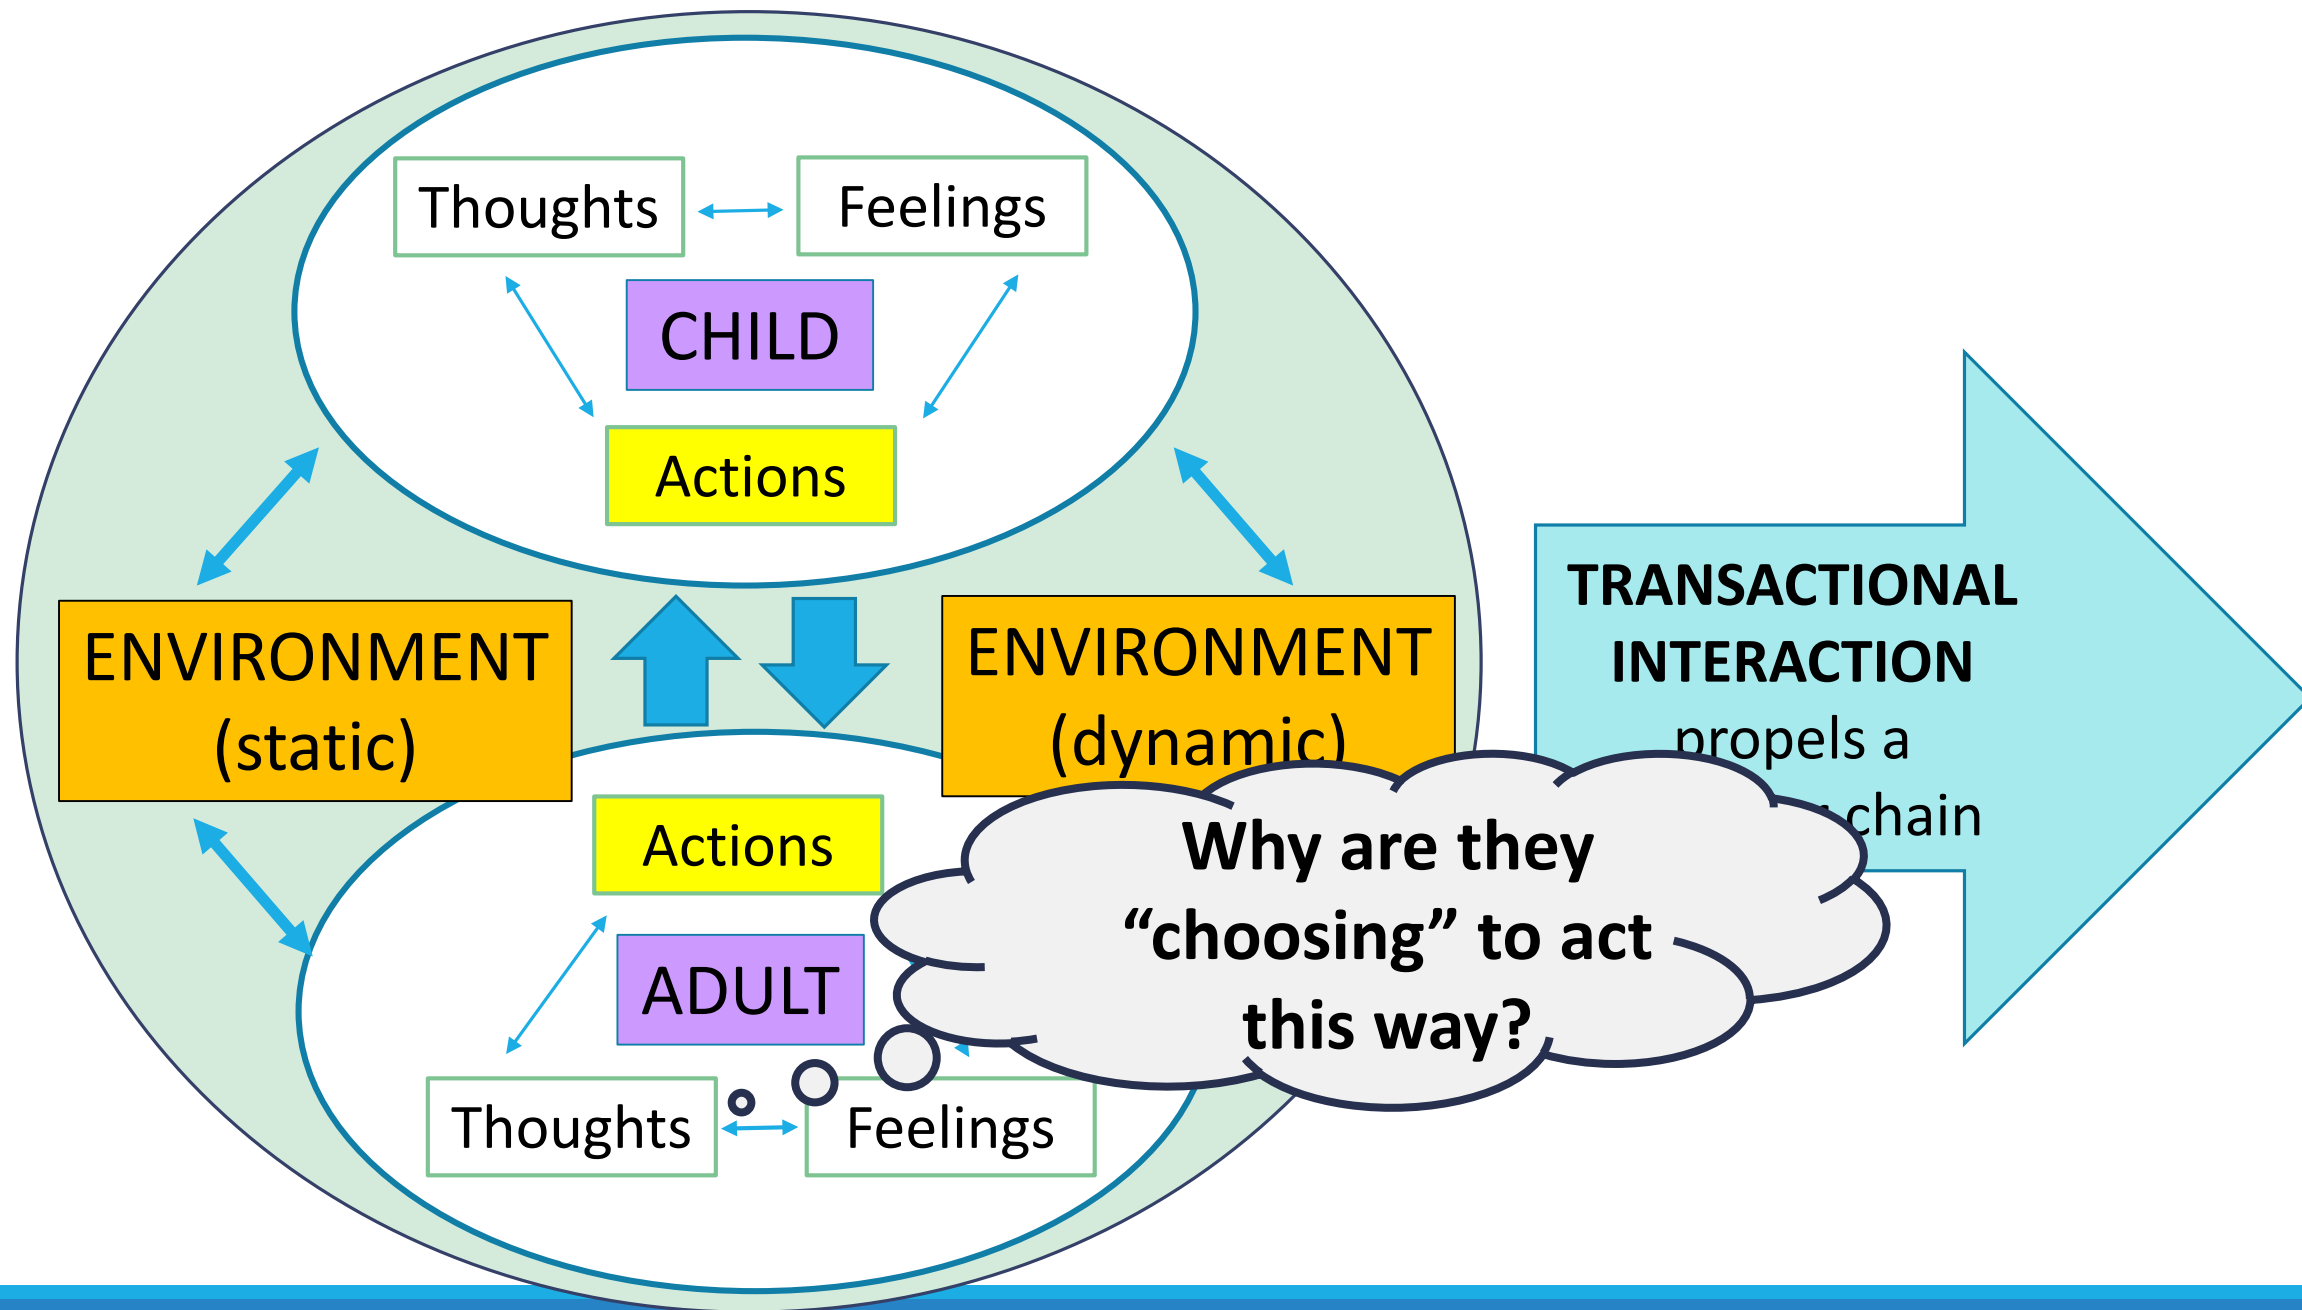 Thoughts
Feelings
CHILD
Actions
ENVIRONMENT
(static)
ENVIRONMENT
(dynamic)
Actions
ADULT
Thoughts
Feelings
TRANSACTIONAL
INTERACTION
propels a
chain
Why are they
“choosing” to act
this way?